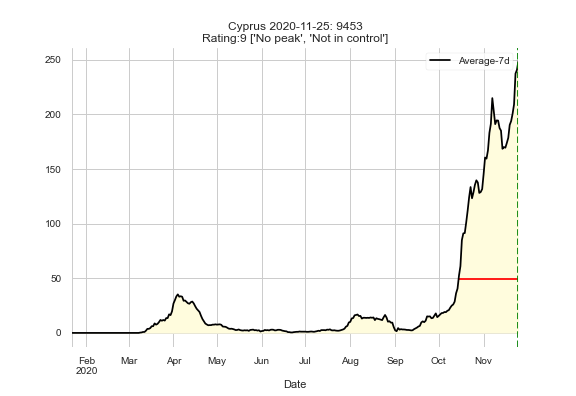 Cyprus 2020-11-25: 9453
Rating:9 ['No peak', 'Not in control']
Average-7d
250
200
150
100
50
0
Feb Mar Apr May Jun Jul Aug Sep Oct Nov
2020
Date